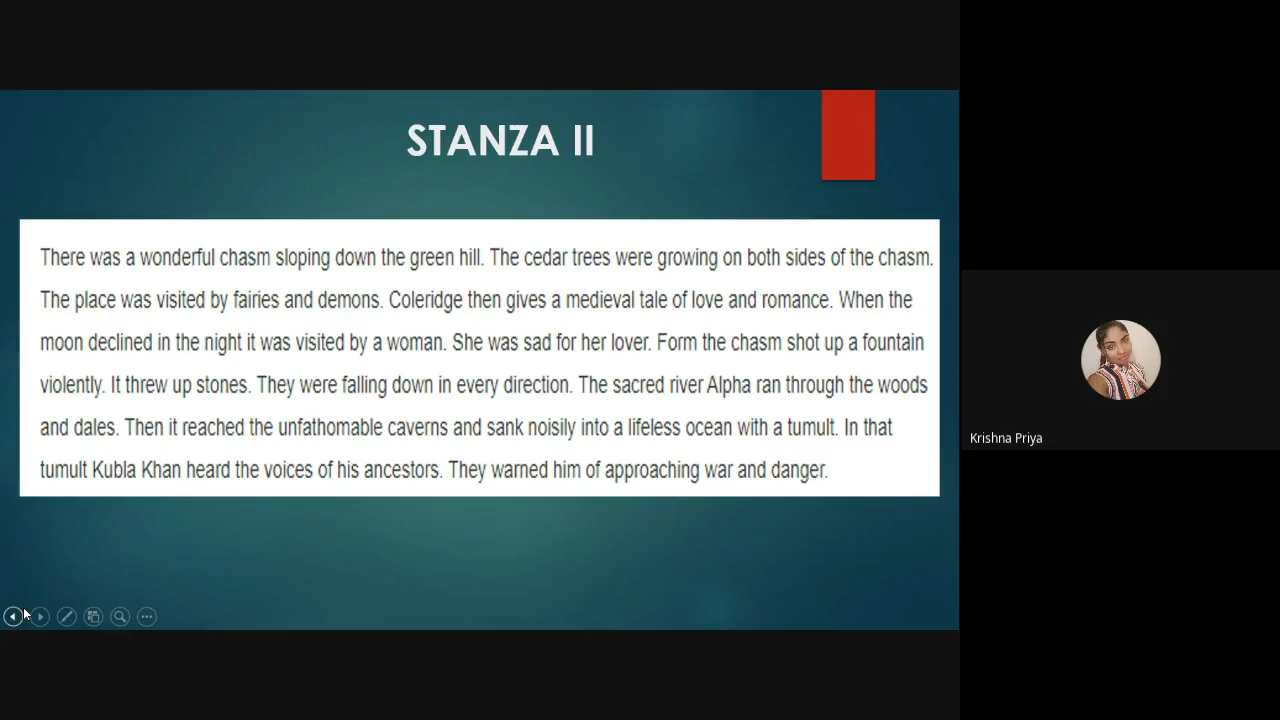 STANZA II
There was a wonderful chasm sloping down the green hill. The cedar trees were growing on both sides of the chasm.
The place was visited by fairies and demons. Coleridge then gives a medieval tale of love and romance. When the
moon declined in the night it was visited by a woman. She was sad for her lover. Form the chasm shot up a fountain
violently. It threw up stones. They were falling down in every direction. The sacred river Alpha ran through the woods
and dales. Then it reached the unfathomable caverns and sank noisily into a lifeless ocean with a tumult. In that
tumult Kubla Khan heard the voices of his ancestors. They warned him of approaching war and danger.
Krishna Priya